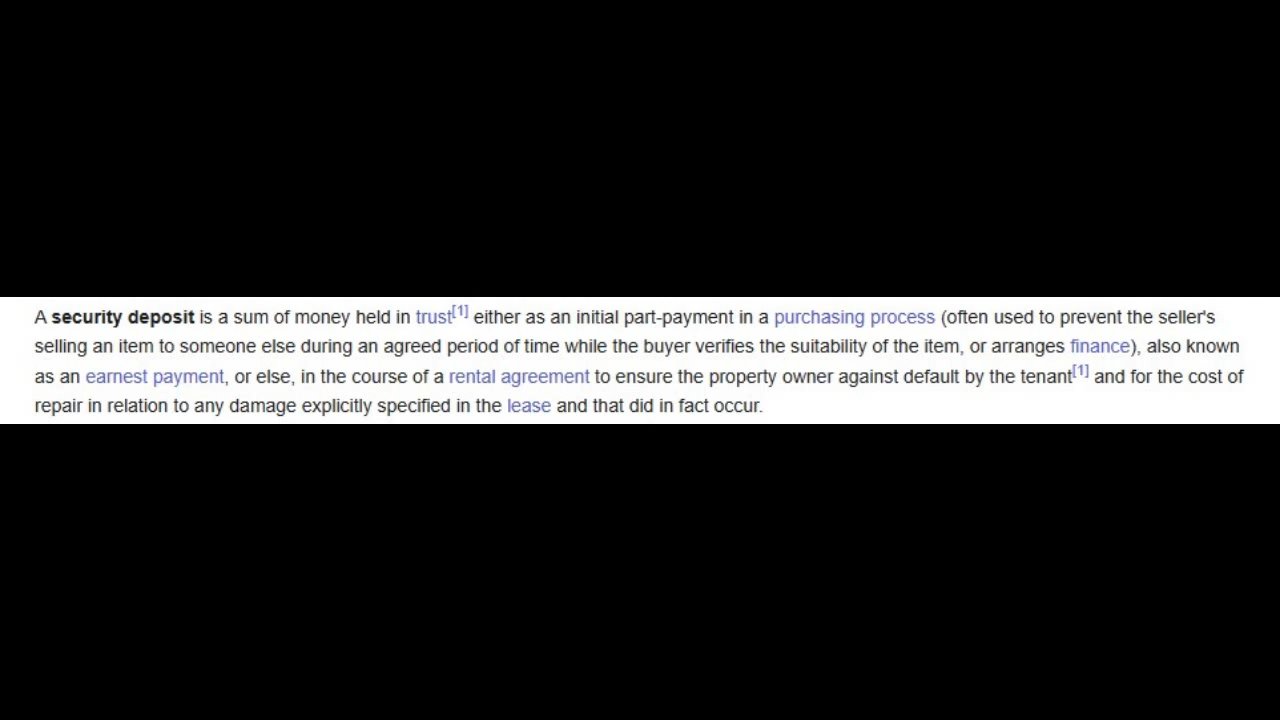 A security deposit is a sum of money held in trust[1] either as an initial part-payment in a purchasing process (often used to prevent the seller's
selling an item to someone else during an agreed period of time while the buyer verifies the suitability of the item, or arranges finance), also known
as an earnest payment, or else, in the course of a rental agreement to ensure the property owner against default by the tenant[1] and for the cost of
repair in relation to any damage explicitly specified in the lease and that did in fact occur.